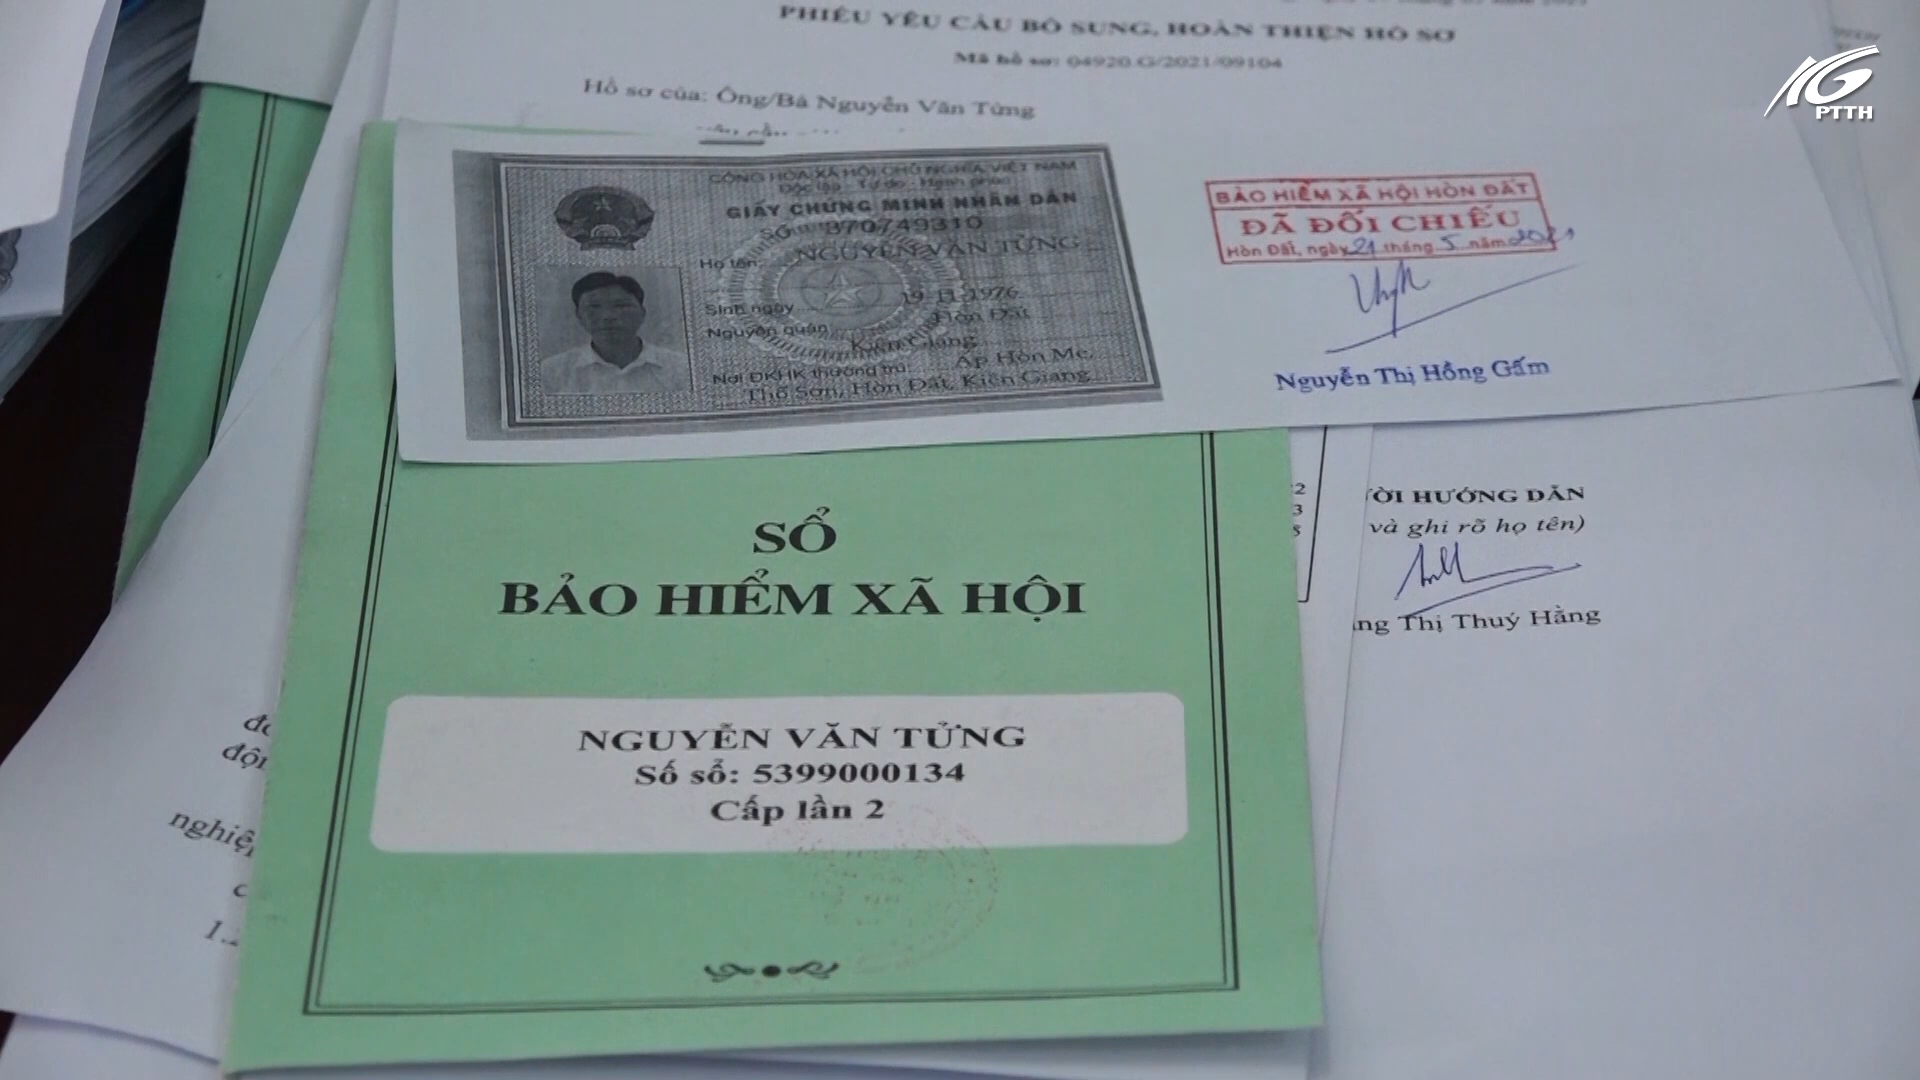 PHIẾU YÊU CẦU BỔ SUNG, HOÀN THIỆN HỒ SƠ
Mã hồ sơ: 04920.G/2021/09104
Hồ sơ của: Ông/Bà Nguyễn Văn Tửng
PTTH
CỘNG HÒA XÃ HỘI CHỦ NGHĨA VIỆT NAM
Độc lập - Tự do - Hạnh phúc
GIẤY CHỨNG MINH NHÂN DÂN
SỐ 370749310
Họ tên: NGUYỄN VĂN TỬNG
Sinh ngày 19-11-1976
Nguyên quán Hòn Đất
Kiên Giang
Nơi ĐKHK thường trú: Ấp Hòn Me,
Thổ Sơn, Hòn Đất, Kiên Giang
BẢO HIỂM XÃ HỘI HÒN ĐẤT
ĐÃ ĐỐI CHIẾU
Hòn Đất, ngày 21 tháng 5 năm 2021
Nguyễn Thị Hồng Gấm
ỜI HƯỚNG DẪN
và ghi rõ họ tên)
ng Thị Thuý Hằng
SỔ
BẢO HIỂM XÃ HỘI
NGUYỄN VĂN TỬNG
Số sổ: 5399000134
Cấp lần 2
độn
nghiệ